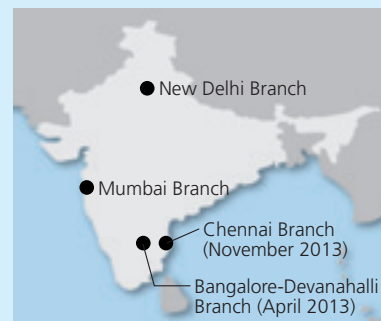 New Delhi Branch
Mumbai Branch
Chennai Branch
(November 2013)
Bangalore-Devanahalli
Branch (April 2013)